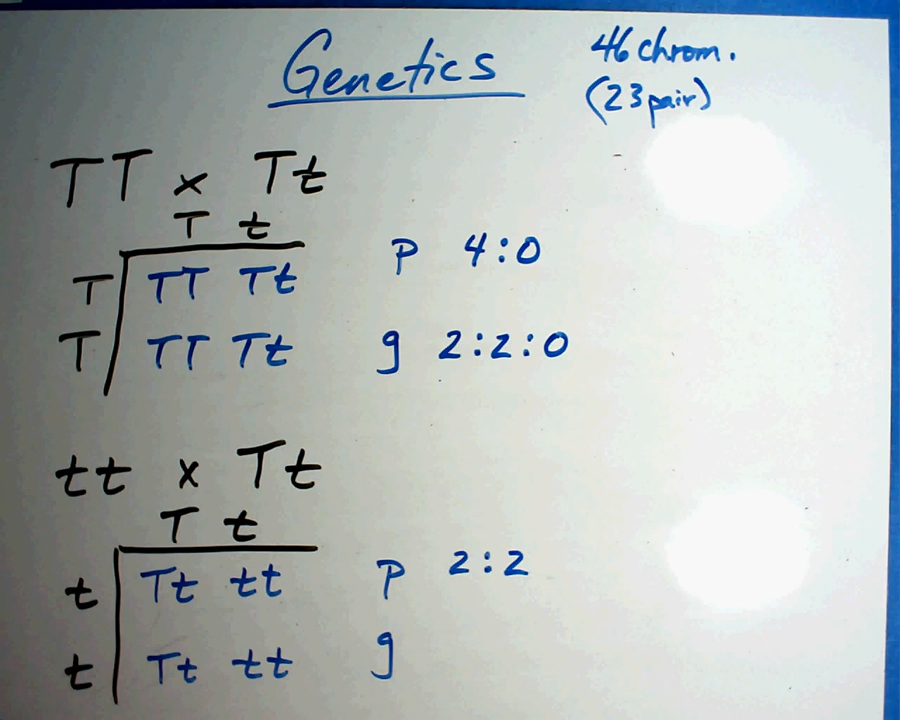 Genetics
46 chrom.
(23 pair)
TT x Tt
T t
T TT Tt
T TT Tt
p 4:0
g 2:2:0
tt x Tt
T t
t Tt tt
t Tt tt
p 2:2
g